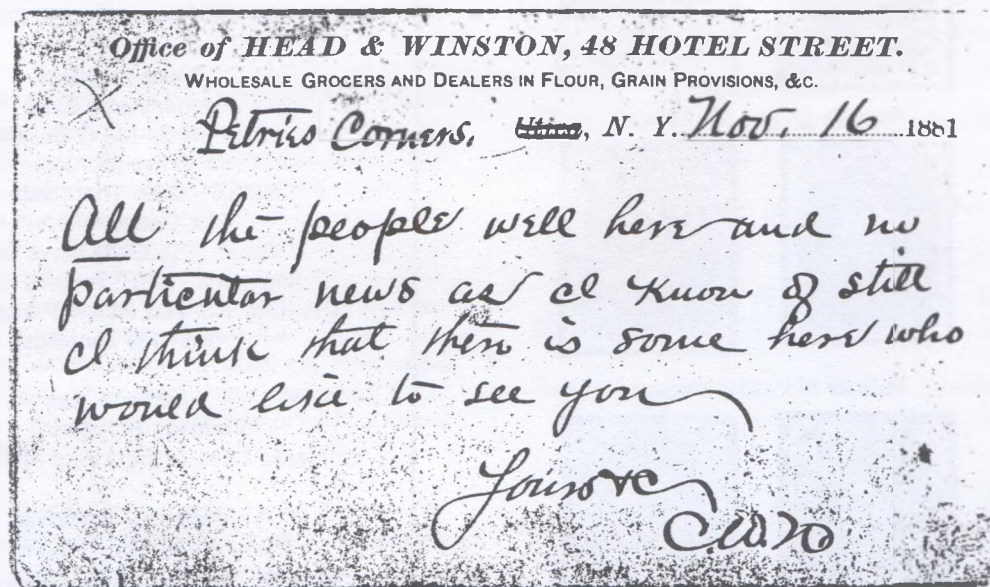 Office of HEAD & WINSTON, 48 HOTEL STREET.
WHOLESALE GROCERS AND DEALERS IN FLOUR, GRAIN PROVISIONS, &C.
Petries Corners. Utica, N. Y. Nov. 16 1881
All the people well here and no
particular news as I know of still
I think that there is some here who
would like to see you
Yours &c